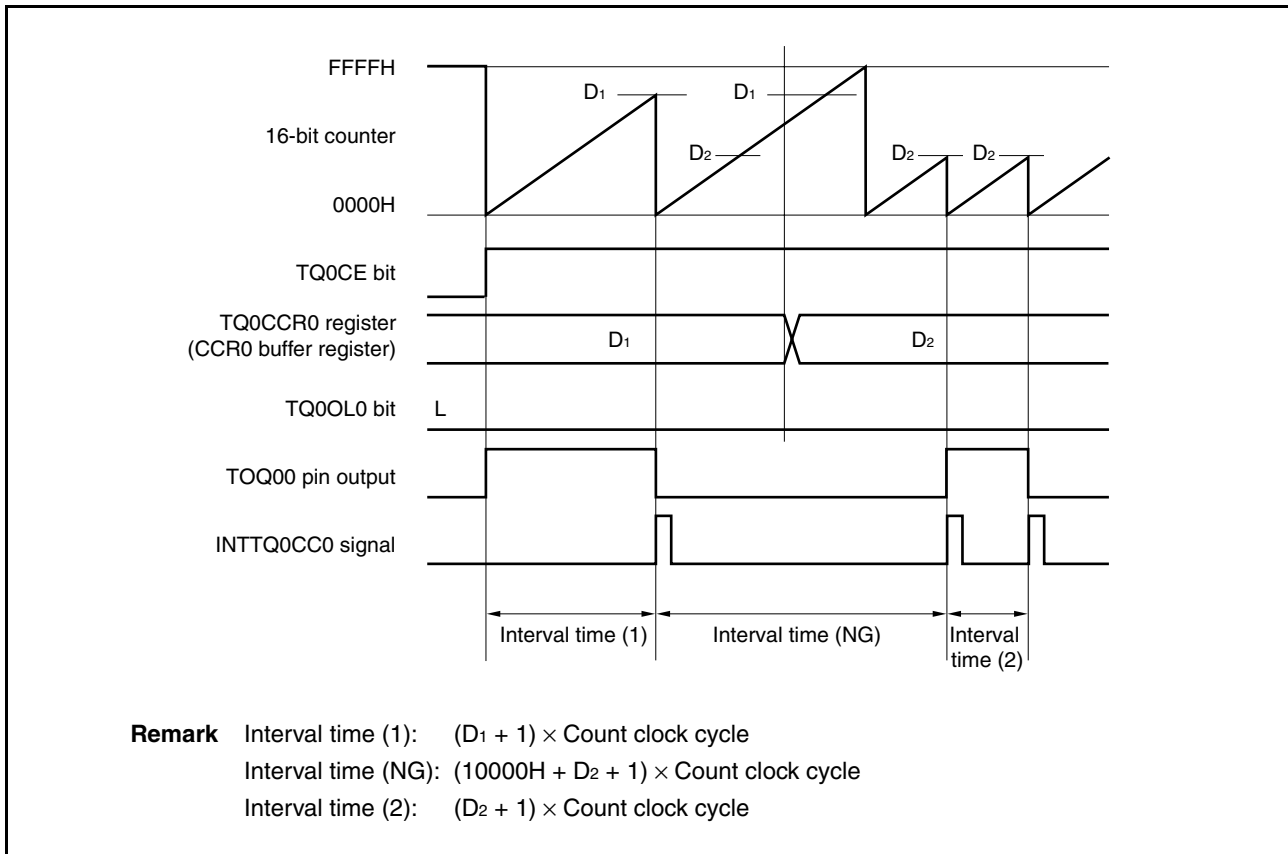 FFFFH
D1
D1
16-bit counter
D2
D2
D2
0000H
TQ0CE bit
TQ0CCR0 register
(CCR0 buffer register)
D1
D2
TQ0OL0 bit
L
TOQ00 pin output
INTTQ0CC0 signal
Interval time (1)
Interval time (NG)
Interval
time (2)
Remark Interval time (1): (D1 + 1) × Count clock cycle
Interval time (NG): (10000H + D2 + 1) × Count clock cycle
Interval time (2): (D2 + 1) × Count clock cycle